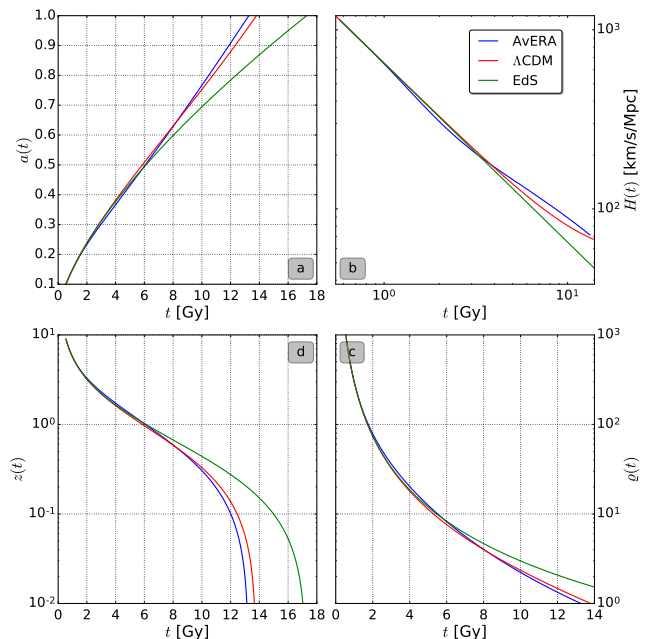 1.0
0.9
0.8
0.7
0.6
0.5
0.4
0.3
0.2
0.1
a(t)
0 2 4 6 8 10 12 14 16 18
t [Gy]
a
AvERA
ΛCDM
EdS
10³
10²
H(t) [km/s/Mpc]
10⁰ 10¹
t [Gy]
b
10¹
10⁰
10⁻¹
10⁻²
z(t)
0 2 4 6 8 10 12 14 16 18
t [Gy]
d
c
10³
10²
10¹
10⁰
ϱ(t)
0 2 4 6 8 10 12 14
t [Gy]